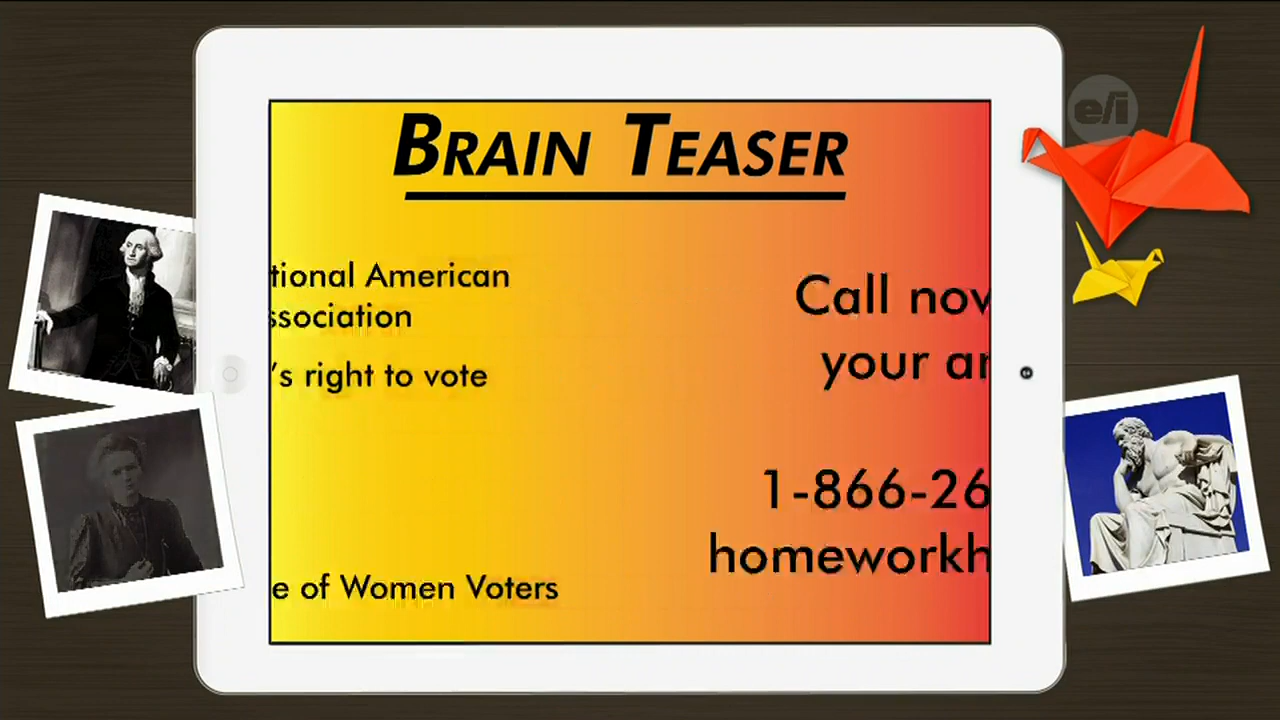 BRAIN TEASER
tional American
ssociation
's right to vote
e of Women Voters
Call nov
your ar
1-866-26
homeworkh
e/i